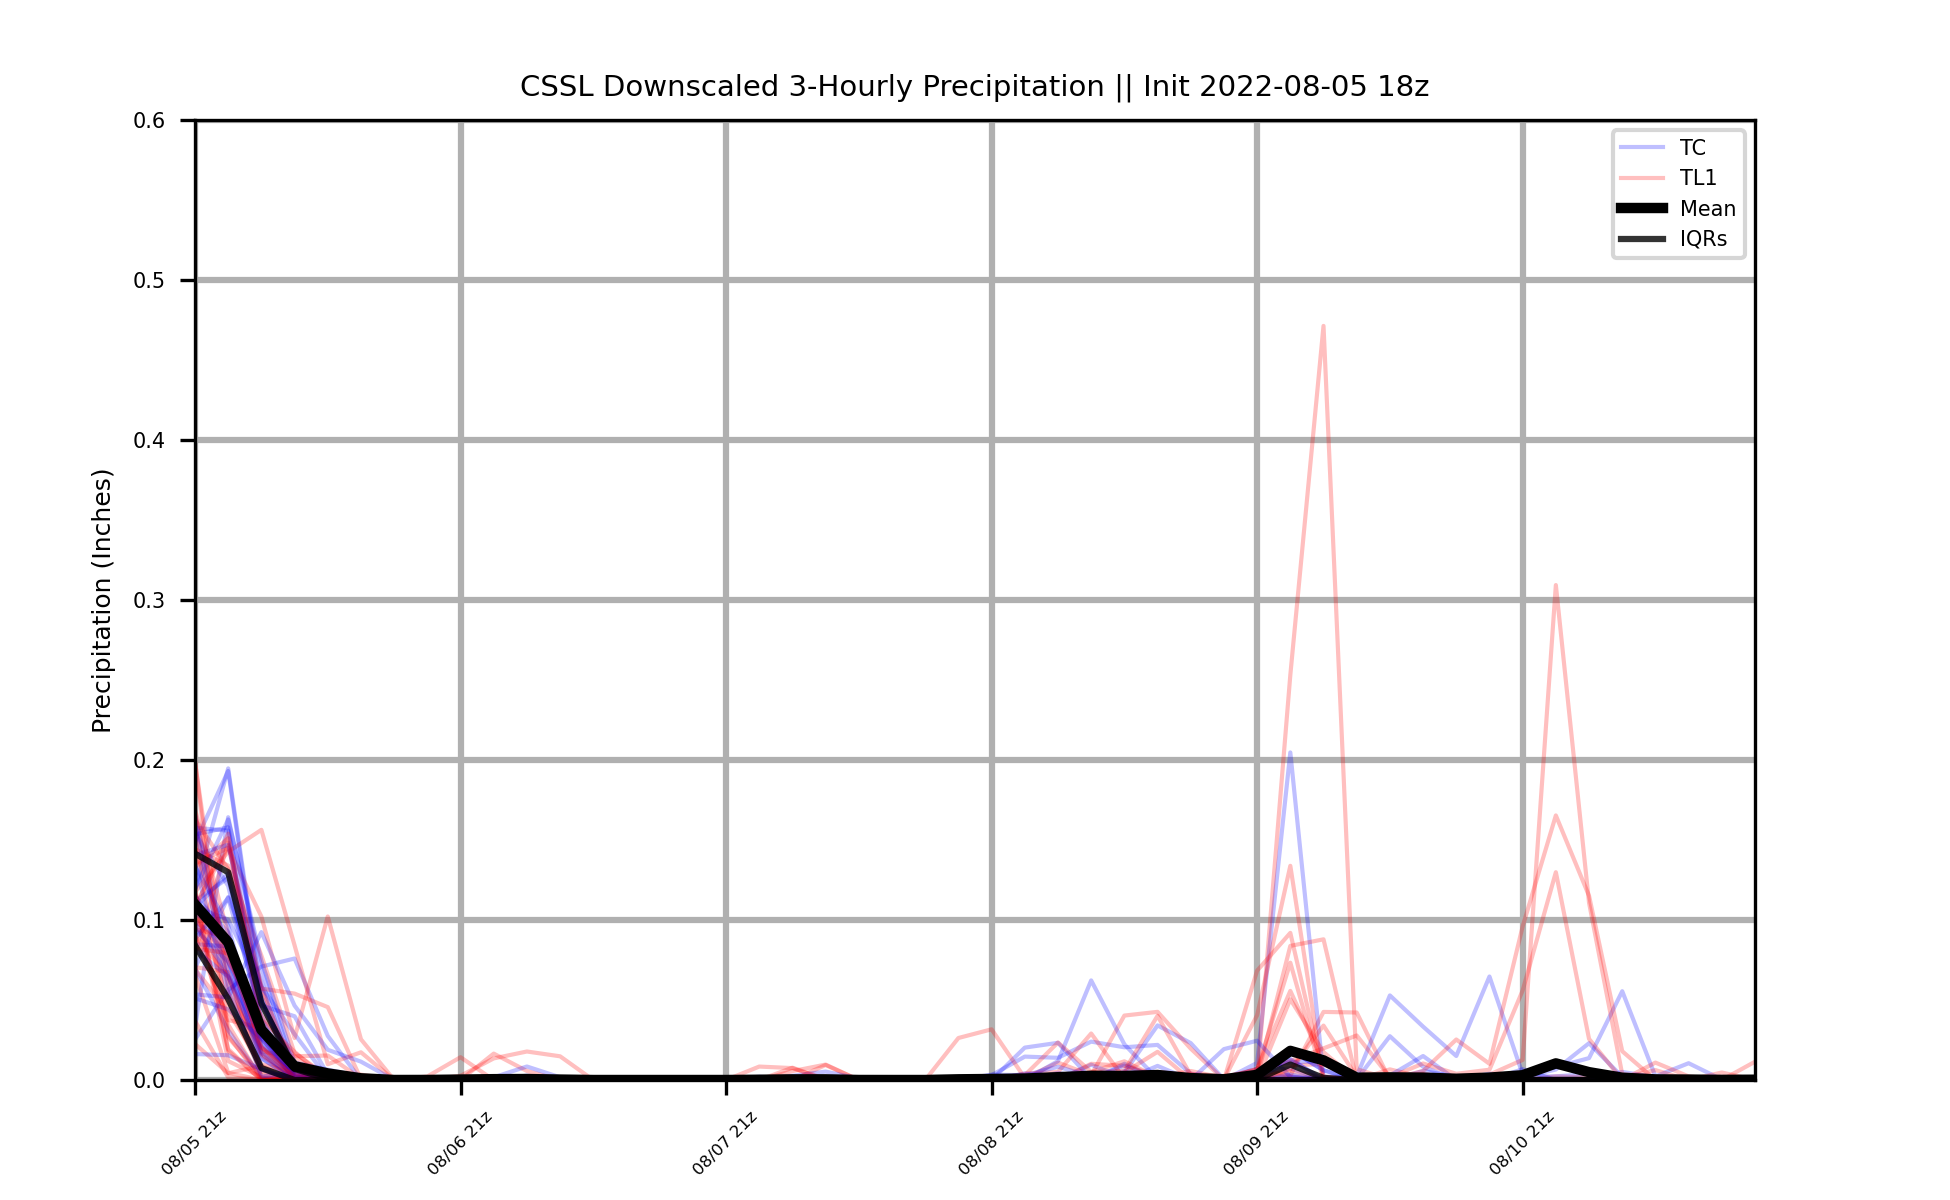 CSSL Downscaled 3-Hourly Precipitation || Init 2022-08-05 18z
TC
TL1
Mean
IQRs
Precipitation (Inches)
0.6
0.5
0.4
0.3
0.2
0.1
0.0
08/05 21z
08/06 21z
08/07 21z
08/08 21z
08/09 21z
08/10 21z